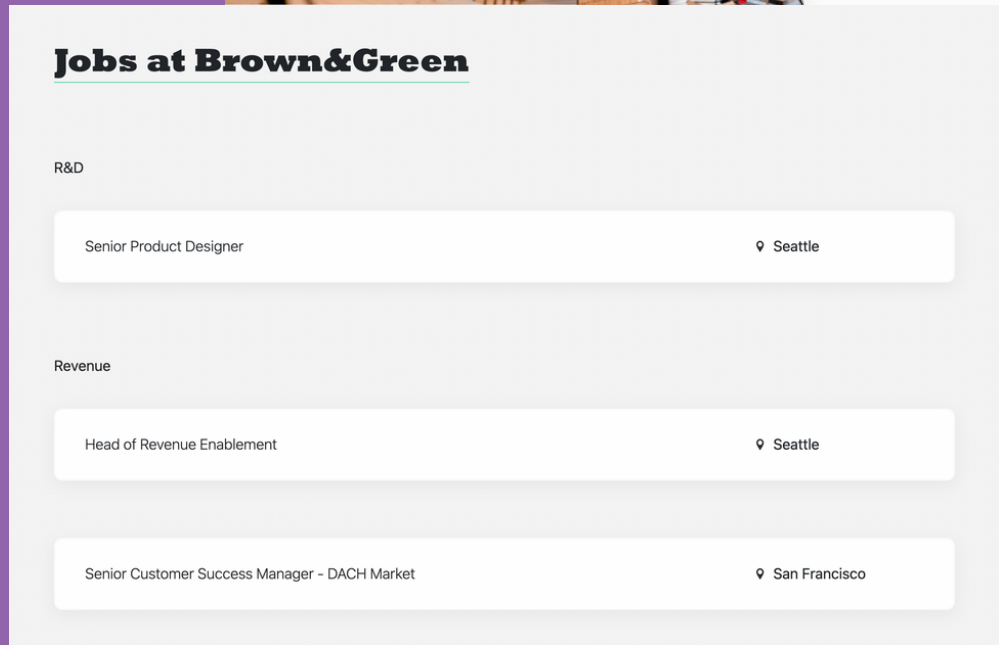 Jobs at Brown&Green
R&D
Senior Product Designer
Seattle
Revenue
Head of Revenue Enablement
Seattle
Senior Customer Success Manager - DACH Market
San Francisco